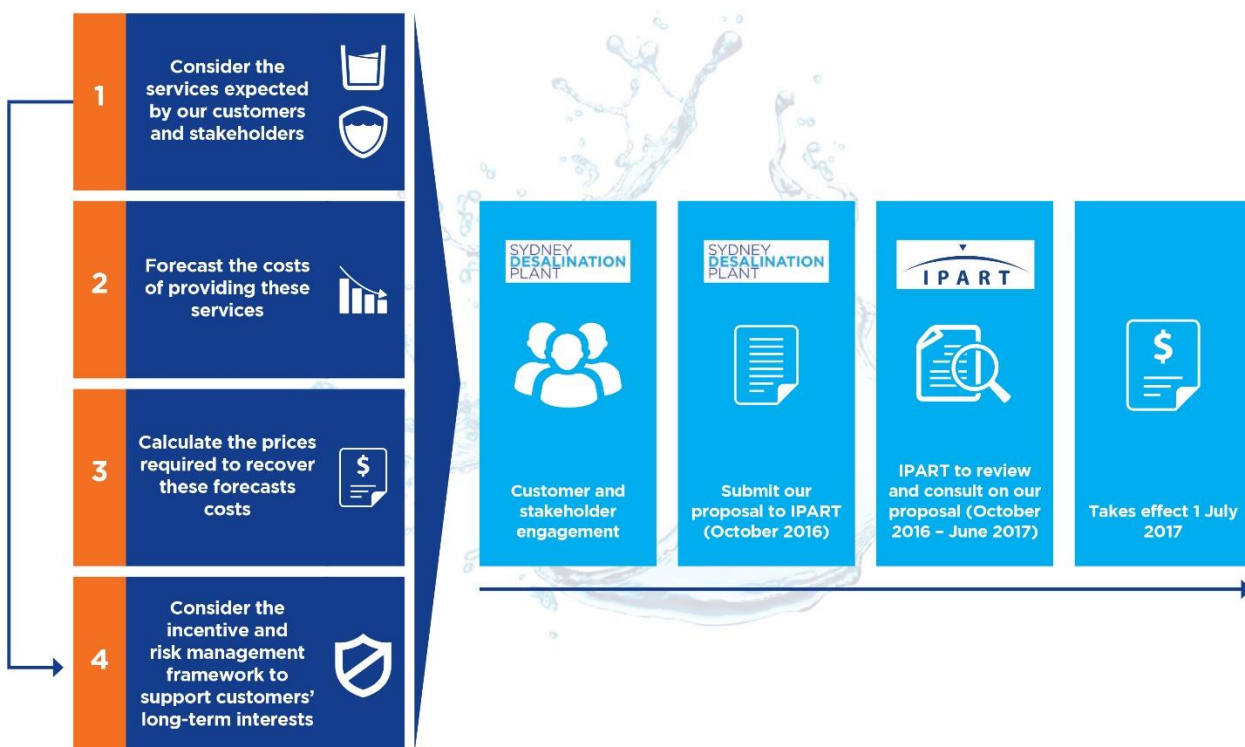 1
Consider the
services expected
by our customers
and stakeholders
2
Forecast the costs
of providing these
services
3
Calculate the prices
required to recover
these forecasts
costs
4
Consider the
incentive and
risk management
framework to
support customers’
long-term interests
SYDNEY
DESALINATION
PLANT
Customer and
stakeholder
engagement
SYDNEY
DESALINATION
PLANT
Submit our
proposal to IPART
(October 2016)
IPART
IPART to review
and consult on our
proposal (October
2016 – June 2017)
$
Takes effect 1 July
2017
$